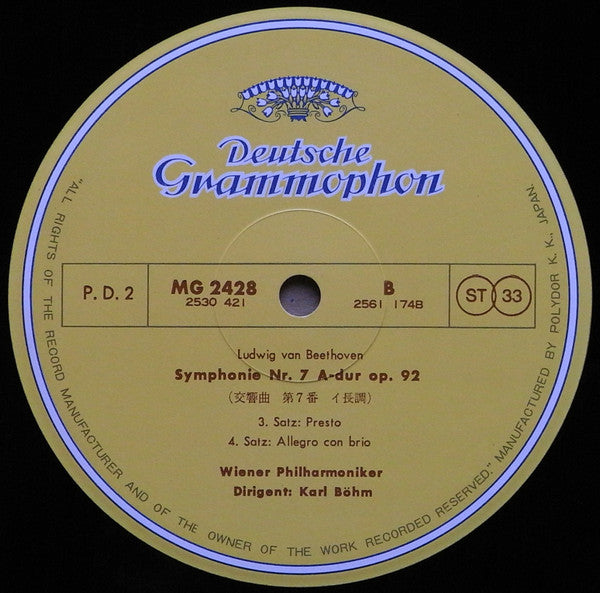 Deutsche
Grammophon
P. D. 2
MG 2428
2530 421
B
2561 174B
ST 33
Ludwig van Beethoven
Symphonie Nr. 7 A-dur op. 92
(交響曲 第7番 イ長調)
3. Satz: Presto
4. Satz: Allegro con brio
Wiener Philharmoniker
Dirigent: Karl Böhm
"ALL RIGHTS OF THE RECORD MANUFACTURER AND OF THE OWNER OF THE WORK RECORDED RESERVED." MANUFACTURED BY POLYDOR K. K., JAPAN